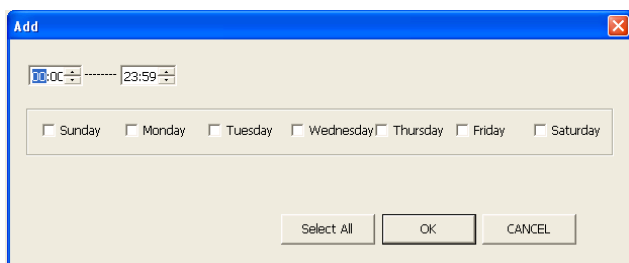 Add
00:00 -------- 23:59
Sunday Monday Tuesday Wednesday Thursday Friday Saturday
Select All OK CANCEL